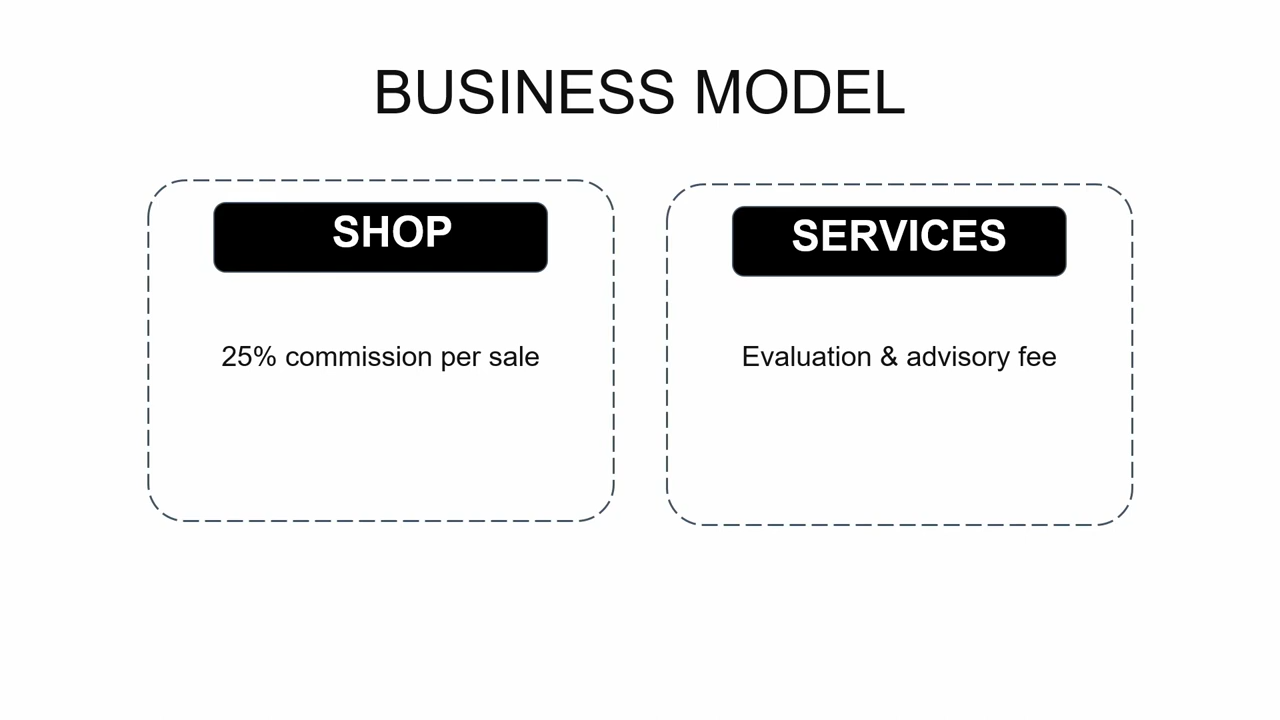 BUSINESS MODEL
SHOP
25% commission per sale
SERVICES
Evaluation & advisory fee